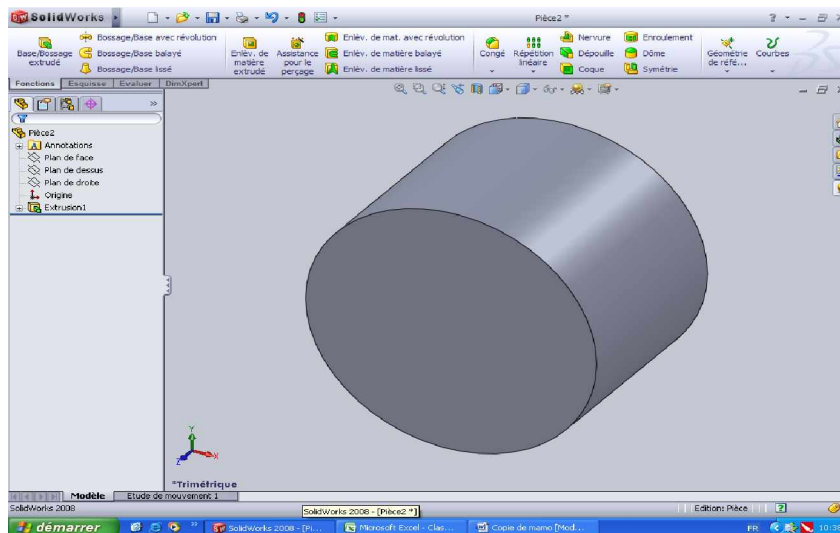 SolidWorks
Pièce2 *
Base/Bossage extrudé
Bossage/Base avec révolution
Bossage/Base balayé
Bossage/Base lissé
Enlèv. de matière extrudé
Assistance pour le perçage
Enlèv. de mat. avec révolution
Enlèv. de matière balayé
Enlèv. de matière lissé
Congé
Répétition linéaire
Nervure
Dépouille
Coque
Enroulement
Dôme
Symétrie
Géométrie de réfé...
Courbes
Fonctions Esquisse Evaluer DimXpert
Pièce2
Annotations
Plan de face
Plan de dessus
Plan de droite
Origine
Extrusion1
Y
X
Z
*Trimétrique
Modèle Etude de mouvement 1
SolidWorks 2008
SolidWorks 2008 - [Pièce2 *]
Edition: Pièce
démarrer
SolidWorks 2008 - [Pi...
Microsoft Excel - Clas...
Copie de mamo [Mod...
FR
10:38